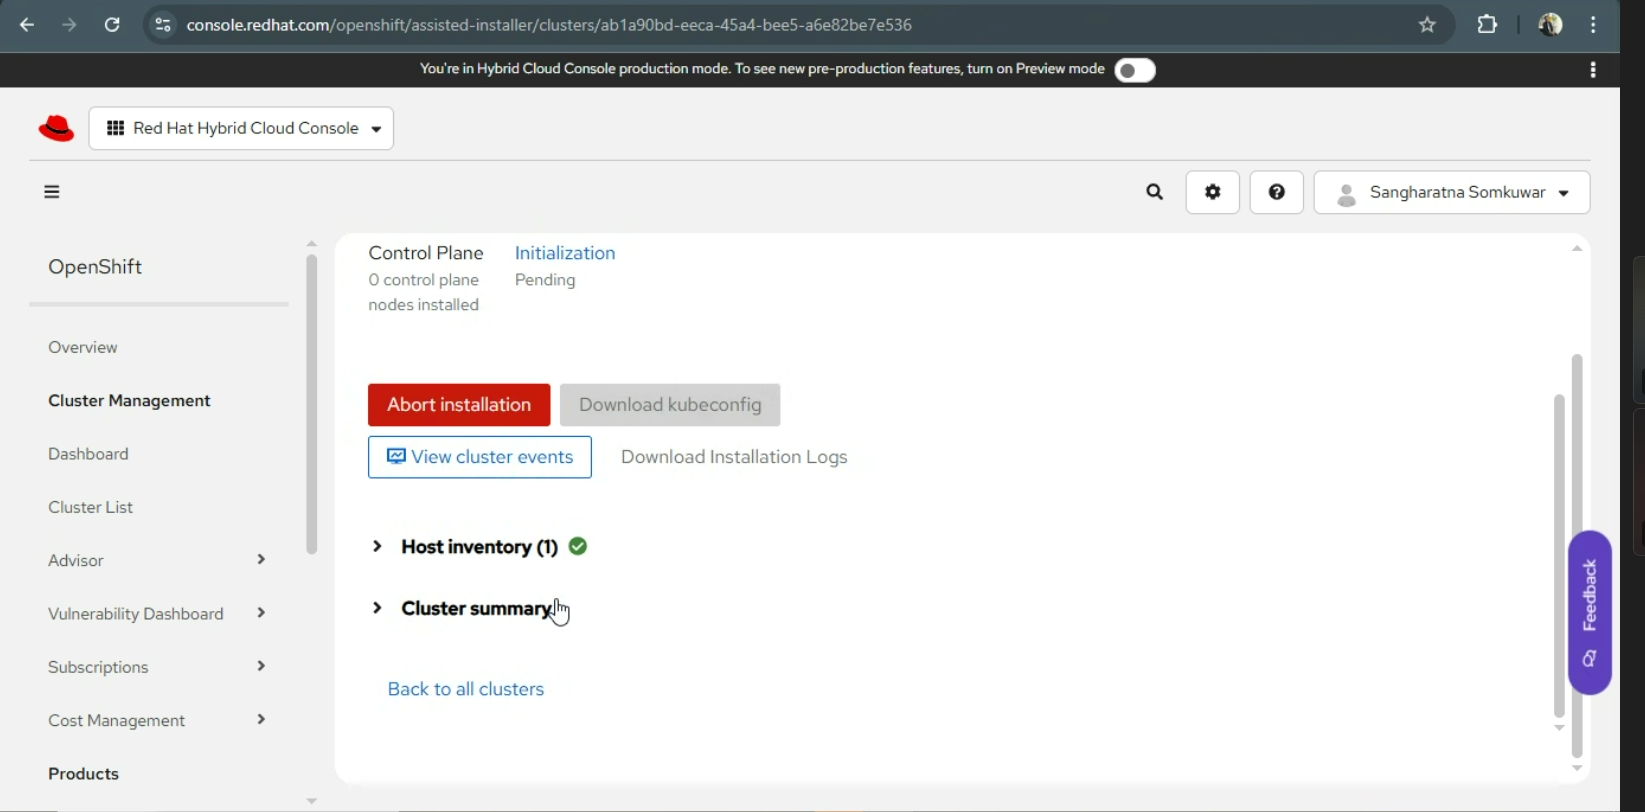 console.redhat.com/openshift/assisted-installer/clusters/ab1a90bd-eeca-45a4-bee5-a6e82be7e536
You're in Hybrid Cloud Console production mode. To see new pre-production features, turn on Preview mode
Red Hat Hybrid Cloud Console
Sangharatna Somkuwar
OpenShift
Overview
Cluster Management
Dashboard
Cluster List
Advisor
Vulnerability Dashboard
Subscriptions
Cost Management
Products
Control Plane
0 control plane
nodes installed
Initialization
Pending
Abort installation
Download kubeconfig
View cluster events
Download Installation Logs
Host inventory (1)
Cluster summary
Back to all clusters
Feedback